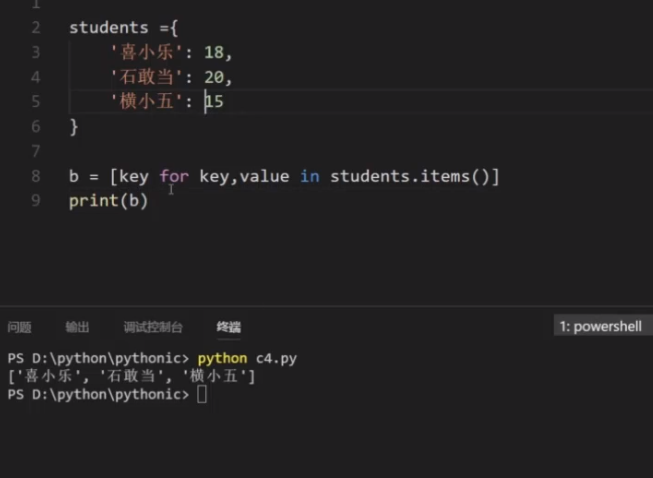 1
2 students ={
3 '喜小乐': 18,
4 '石敢当': 20,
5 '横小五': 15
6 }
7
8 b = [key for key,value in students.items()]
9 print(b)
问题 输出 调试控制台 终端 1: powershell
PS D:\python\pythonic> python c4.py
['喜小乐', '石敢当', '横小五']
PS D:\python\pythonic>